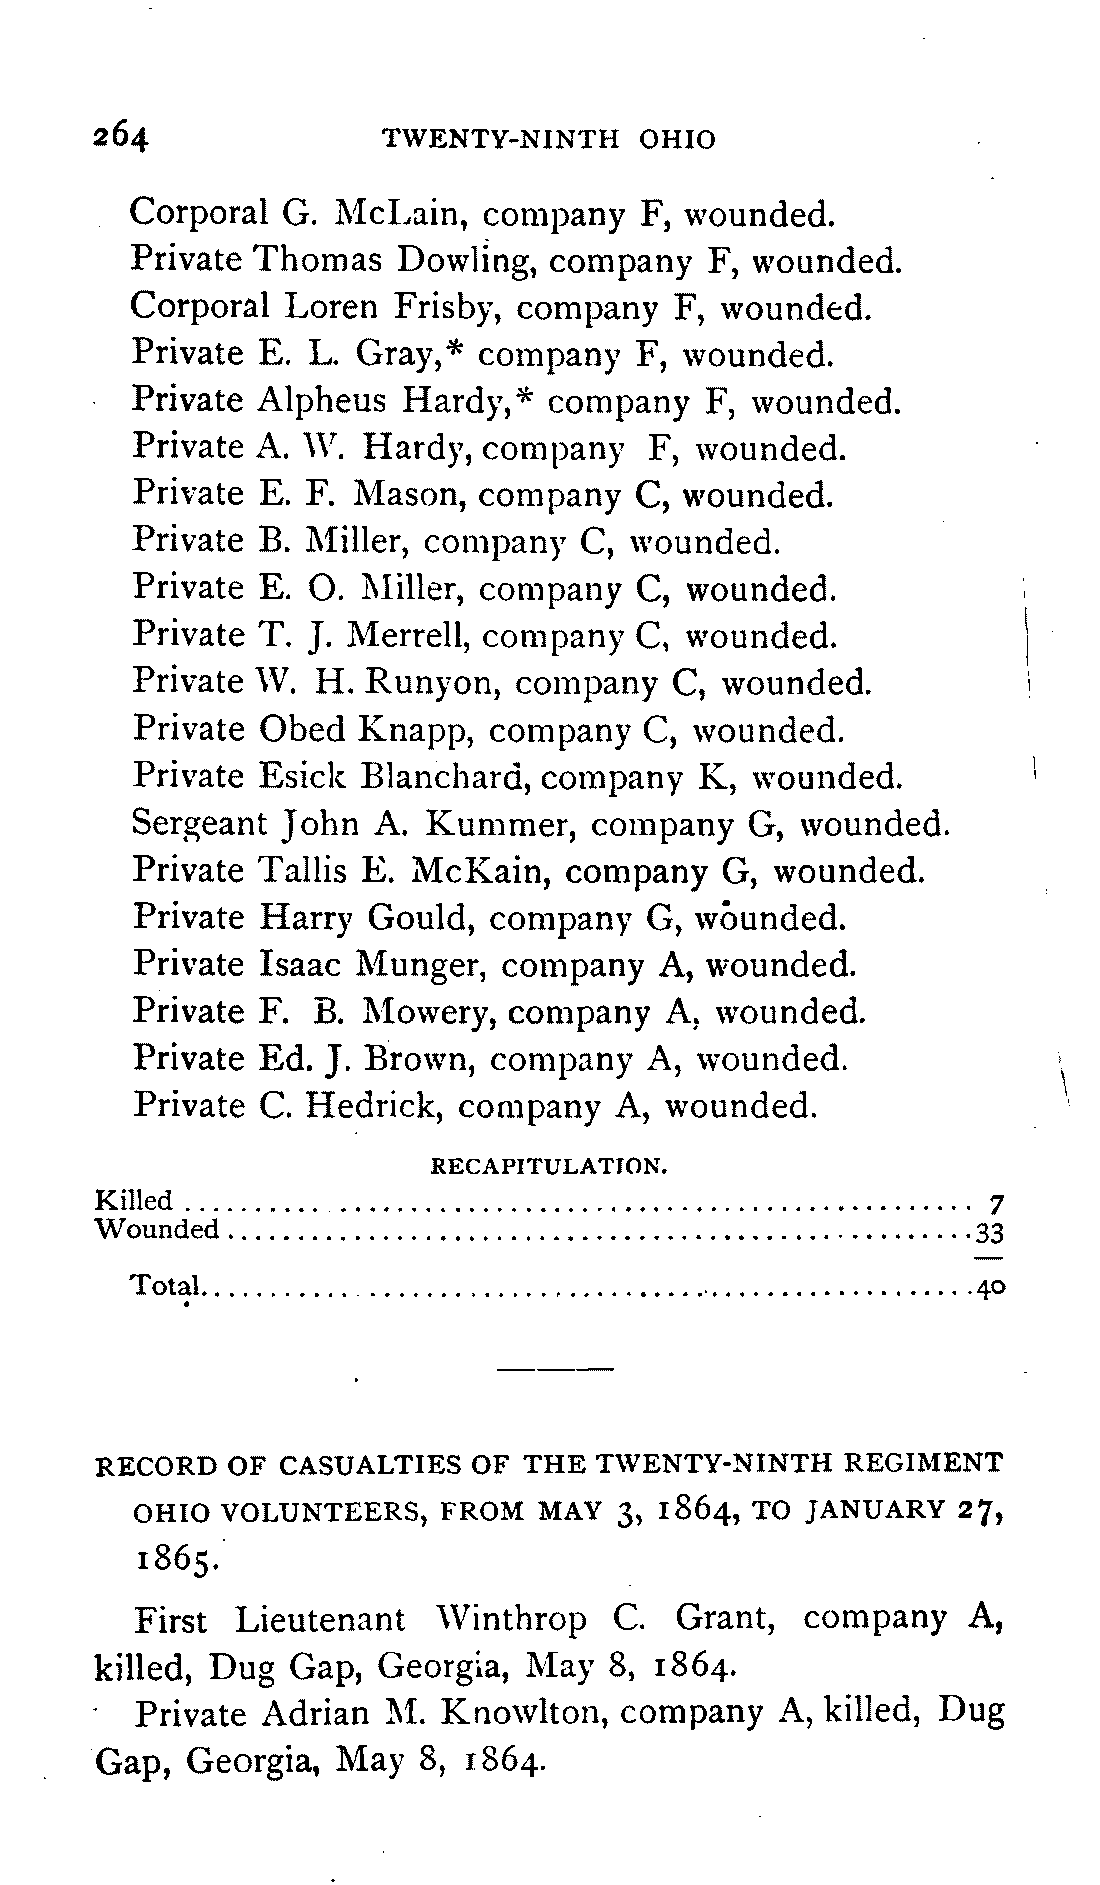 264 TWENTY-NINTH OHIO
Corporal G. McLain, company F, wounded.
Private Thomas Dowling, company F, wounded.
Corporal Loren Frisby, company F, wounded.
Private E. L. Gray,* company F, wounded.
Private Alpheus Hardy,* company F, wounded.
Private A. W. Hardy, company F, wounded.
Private E. F. Mason, company C, wounded.
Private B. Miller, company C, wounded.
Private E. O. Miller, company C, wounded.
Private T. J. Merrell, company C, wounded.
Private W. H. Runyon, company C, wounded.
Private Obed Knapp, company C, wounded.
Private Esick Blanchard, company K, wounded.
Sergeant John A. Kummer, company G, wounded.
Private Tallis E. McKain, company G, wounded.
Private Harry Gould, company G, wounded.
Private Isaac Munger, company A, wounded.
Private F. B. Mowery, company A, wounded.
Private Ed. J. Brown, company A, wounded.
Private C. Hedrick, company A, wounded.
RECAPITULATION.
Killed ........................................................ 7
Wounded ......................................................33
Total.......................................................40
RECORD OF CASUALTIES OF THE TWENTY-NINTH REGIMENT
OHIO VOLUNTEERS, FROM MAY 3, 1864, TO JANUARY 27,
1865.
First Lieutenant Winthrop C. Grant, company A,
killed, Dug Gap, Georgia, May 8, 1864.
Private Adrian M. Knowlton, company A, killed, Dug
Gap, Georgia, May 8, 1864.